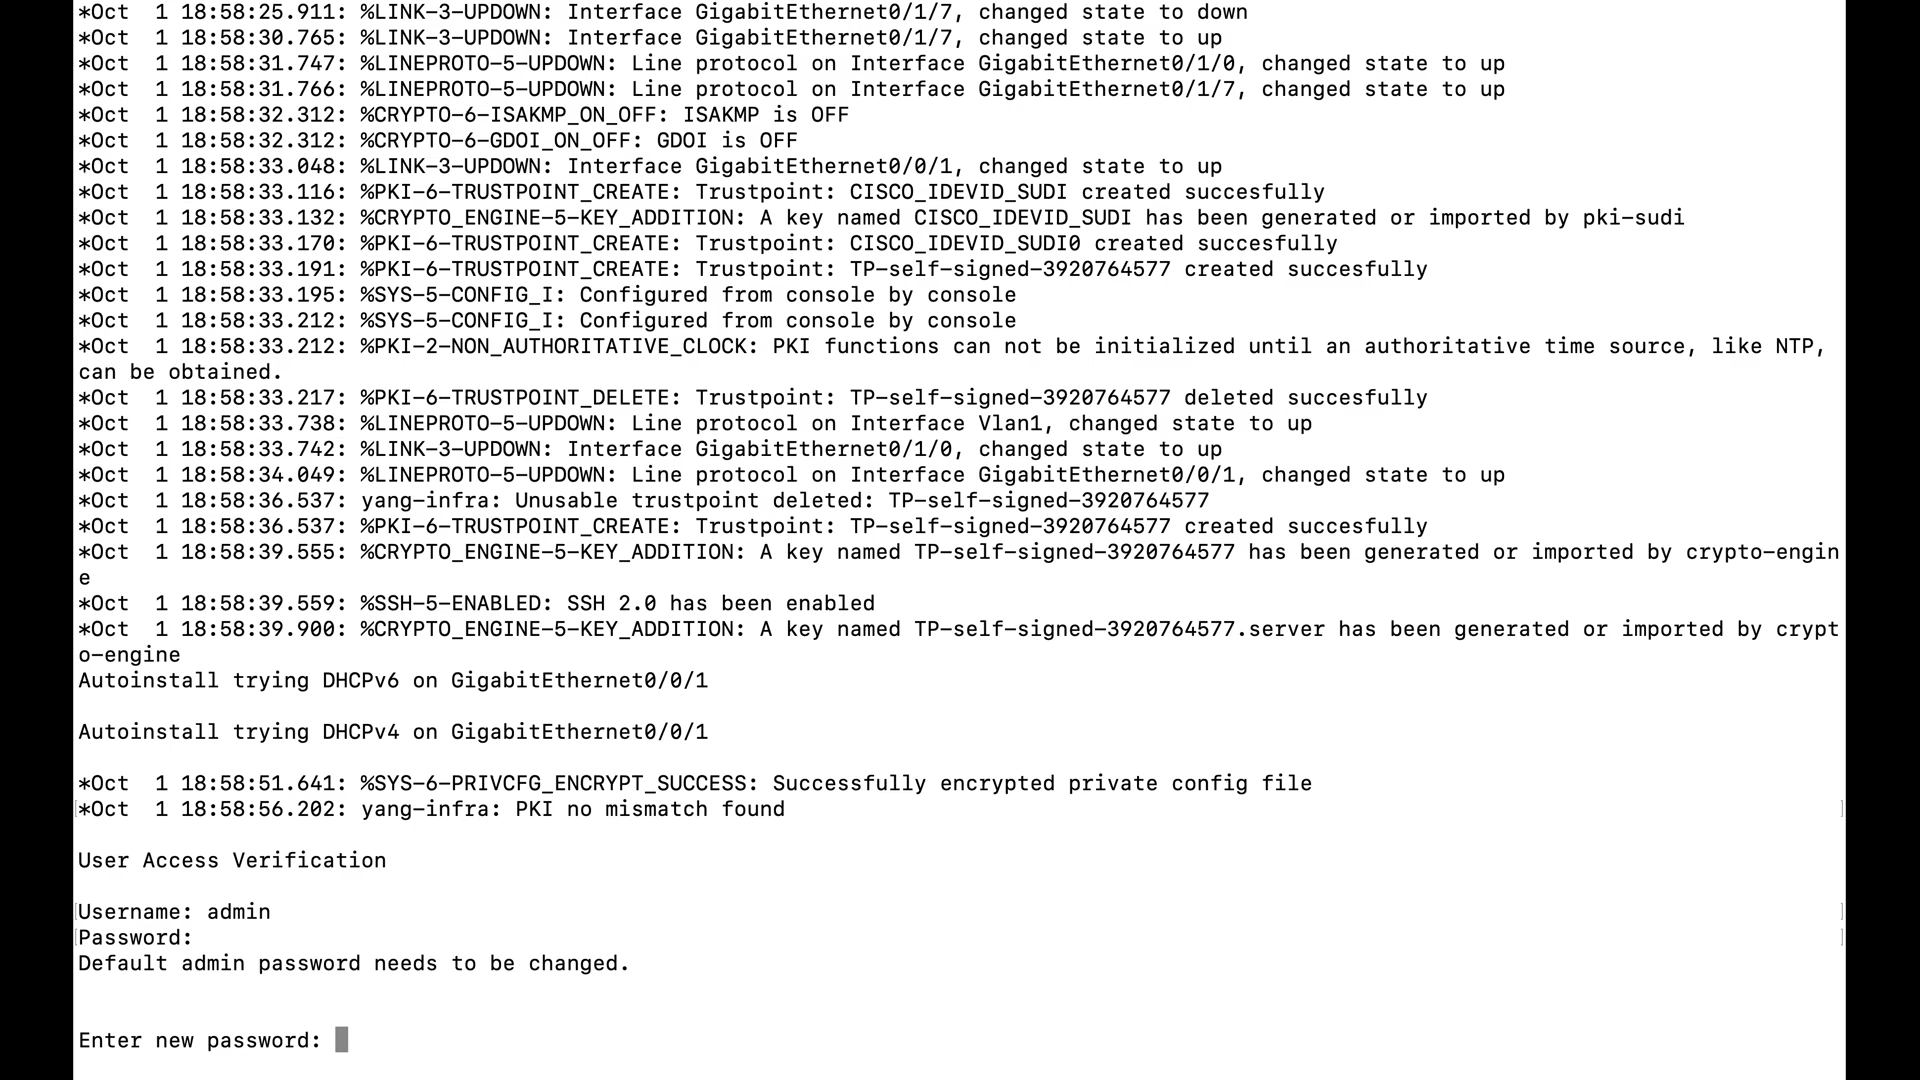 *Oct  1 18:58:25.911: %LINK-3-UPDOWN: Interface GigabitEthernet0/1/7, changed state to down
*Oct  1 18:58:30.765: %LINK-3-UPDOWN: Interface GigabitEthernet0/1/7, changed state to up
*Oct  1 18:58:31.747: %LINEPROTO-5-UPDOWN: Line protocol on Interface GigabitEthernet0/1/0, changed state to up
*Oct  1 18:58:31.766: %LINEPROTO-5-UPDOWN: Line protocol on Interface GigabitEthernet0/1/7, changed state to up
*Oct  1 18:58:32.312: %CRYPTO-6-ISAKMP_ON_OFF: ISAKMP is OFF
*Oct  1 18:58:32.312: %CRYPTO-6-GDOI_ON_OFF: GDOI is OFF
*Oct  1 18:58:33.048: %LINK-3-UPDOWN: Interface GigabitEthernet0/0/1, changed state to up
*Oct  1 18:58:33.116: %PKI-6-TRUSTPOINT_CREATE: Trustpoint: CISCO_IDEVID_SUDI created succesfully
*Oct  1 18:58:33.132: %CRYPTO_ENGINE-5-KEY_ADDITION: A key named CISCO_IDEVID_SUDI has been generated or imported by pki-sudi
*Oct  1 18:58:33.170: %PKI-6-TRUSTPOINT_CREATE: Trustpoint: CISCO_IDEVID_SUDI0 created succesfully
*Oct  1 18:58:33.191: %PKI-6-TRUSTPOINT_CREATE: Trustpoint: TP-self-signed-3920764577 created succesfully
*Oct  1 18:58:33.195: %SYS-5-CONFIG_I: Configured from console by console
*Oct  1 18:58:33.212: %SYS-5-CONFIG_I: Configured from console by console
*Oct  1 18:58:33.212: %PKI-2-NON_AUTHORITATIVE_CLOCK: PKI functions can not be initialized until an authoritative time source, like NTP,
can be obtained.
*Oct  1 18:58:33.217: %PKI-6-TRUSTPOINT_DELETE: Trustpoint: TP-self-signed-3920764577 deleted succesfully
*Oct  1 18:58:33.738: %LINEPROTO-5-UPDOWN: Line protocol on Interface Vlan1, changed state to up
*Oct  1 18:58:33.742: %LINK-3-UPDOWN: Interface GigabitEthernet0/1/0, changed state to up
*Oct  1 18:58:34.049: %LINEPROTO-5-UPDOWN: Line protocol on Interface GigabitEthernet0/0/1, changed state to up
*Oct  1 18:58:36.537: yang-infra: Unusable trustpoint deleted: TP-self-signed-3920764577
*Oct  1 18:58:36.537: %PKI-6-TRUSTPOINT_CREATE: Trustpoint: TP-self-signed-3920764577 created succesfully
*Oct  1 18:58:39.555: %CRYPTO_ENGINE-5-KEY_ADDITION: A key named TP-self-signed-3920764577 has been generated or imported by crypto-engin
e
*Oct  1 18:58:39.559: %SSH-5-ENABLED: SSH 2.0 has been enabled
*Oct  1 18:58:39.900: %CRYPTO_ENGINE-5-KEY_ADDITION: A key named TP-self-signed-3920764577.server has been generated or imported by crypt
o-engine
Autoinstall trying DHCPv6 on GigabitEthernet0/0/1
Autoinstall trying DHCPv4 on GigabitEthernet0/0/1
*Oct  1 18:58:51.641: %SYS-6-PRIVCFG_ENCRYPT_SUCCESS: Successfully encrypted private config file
*Oct  1 18:58:56.202: yang-infra: PKI no mismatch found
User Access Verification
Username: admin
Password:
Default admin password needs to be changed.
Enter new password: